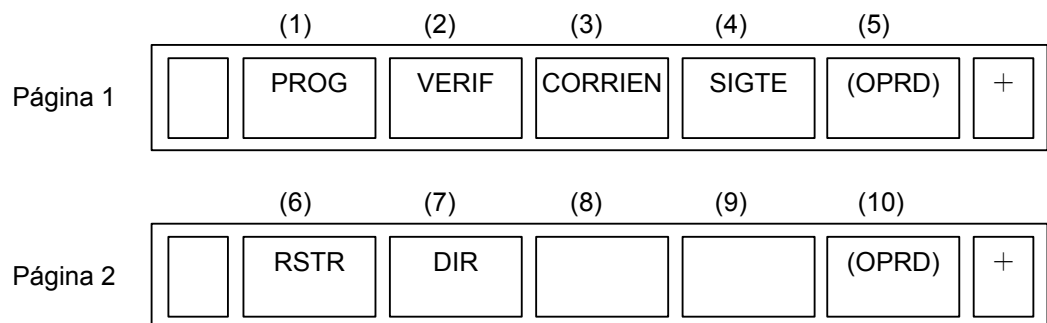 (1) (2) (3) (4) (5)
Página 1 PROG VERIF CORRIEN SIGTE (OPRD) +
(6) (7) (8) (9) (10)
Página 2 RSTR DIR (OPRD) +